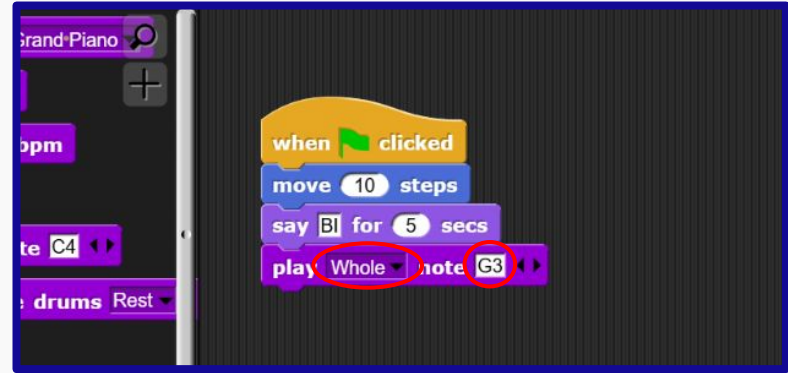 Grand Piano
bpm
te C4
drums Rest
when clicked
move 10 steps
say BI for 5 secs
play Whole note G3